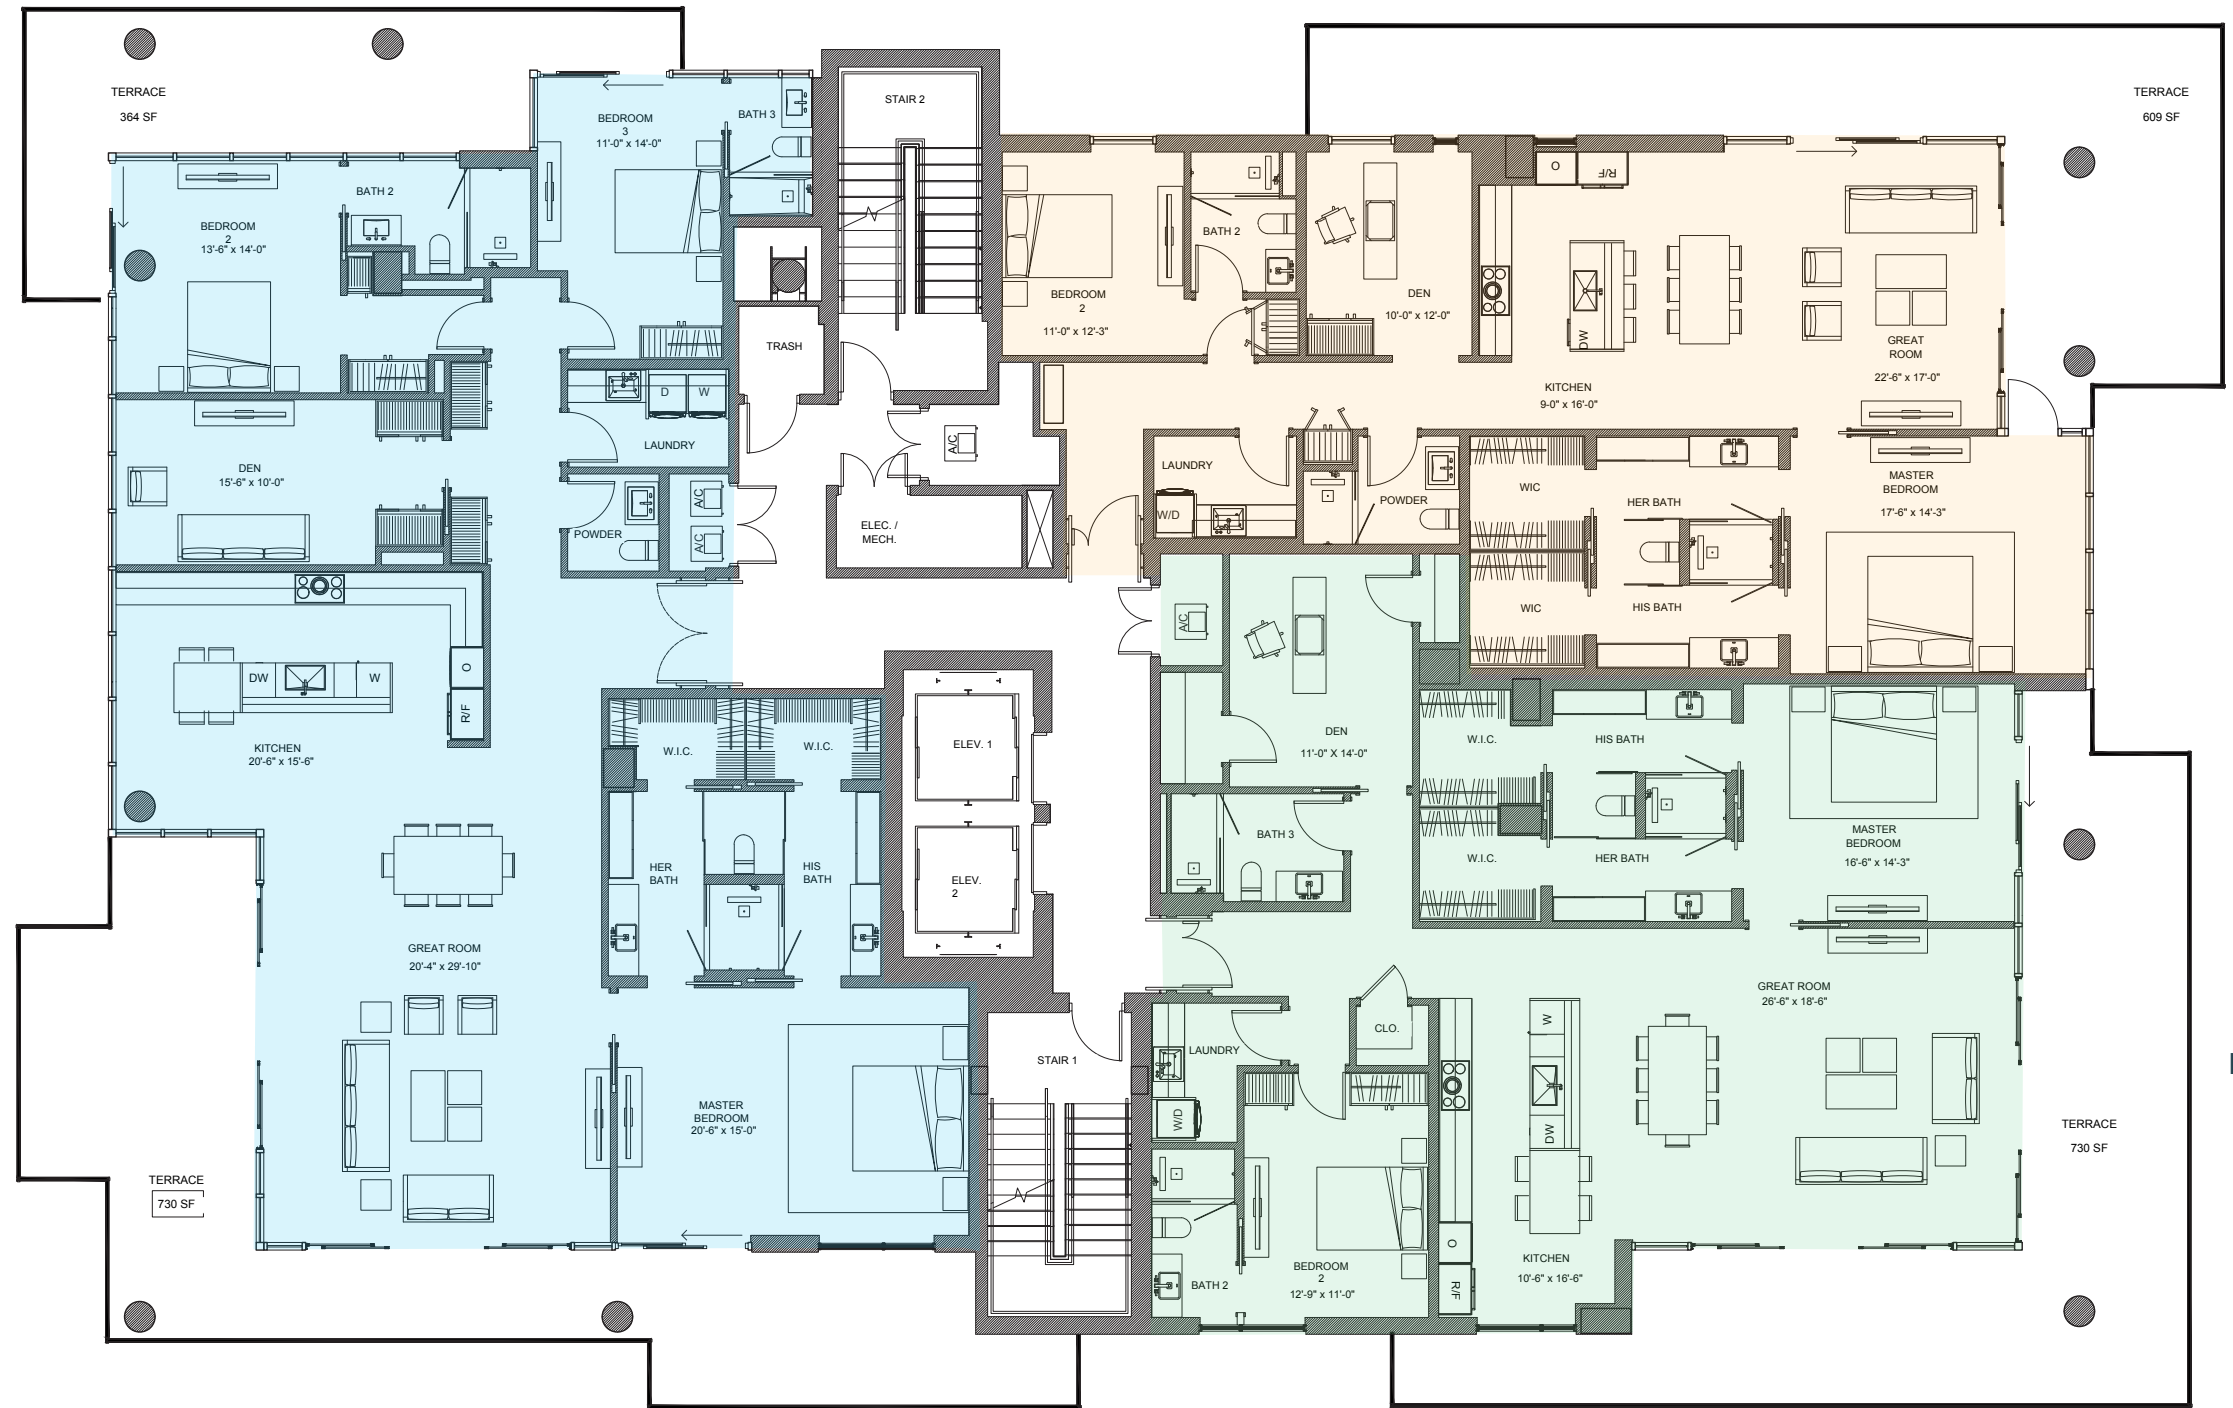 TERRACE
364 SF
BEDROOM
3
11'-0" x 14'-0"
BATH 3
STAIR 2
TERRACE
609 SF
BATH 2
BEDROOM
2
13'-6" x 14'-0"
TRASH
D
W
LAUNDRY
DEN
15'-6" x 10'-0"
POWDER
A/C
A/C
A/C
ELEC. /
MECH.
BEDROOM
2
11'-0" x 12'-3"
BATH 2
DEN
10'-0" x 12'-0"
O
R/F
DW
KITCHEN
9-0" x 16'-0"
GREAT
ROOM
22'-6" x 17'-0"
LAUNDRY
W/D
POWDER
WIC
HER BATH
MASTER
BEDROOM
17'-6" x 14'-3"
WIC
HIS BATH
DW
W
O
R/F
KITCHEN
20'-6" x 15'-6"
W.I.C.
W.I.C.
ELEV. 1
ELEV.
2
HER
BATH
HIS
BATH
GREAT ROOM
20'-4" x 29'-10"
MASTER
BEDROOM
20'-6" x 15'-0"
TERRACE
730 SF
STAIR 1
A/C
DEN
11'-0" X 14'-0"
W.I.C.
HIS BATH
BATH 3
W.I.C.
HER BATH
MASTER
BEDROOM
16'-6" x 14'-3"
GREAT ROOM
26'-6" x 18'-6"
CLO.
LAUNDRY
W/D
W
DW
BATH 2
BEDROOM
2
12'-9" x 11'-0"
O
R/F
KITCHEN
10'-6" x 16'-6"
TERRACE
730 SF